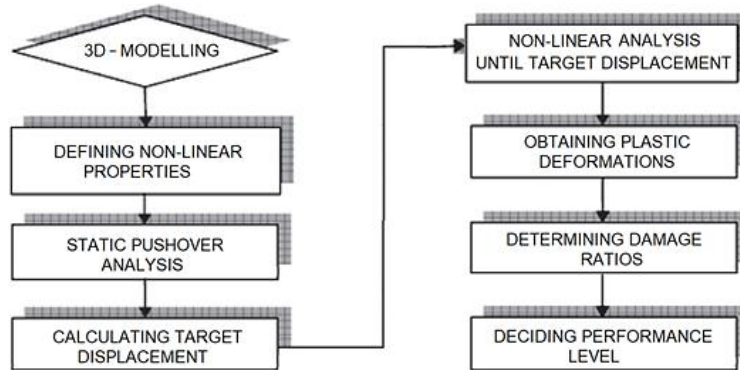 3D - MODELLING
DEFINING NON-LINEAR
PROPERTIES
STATIC PUSHOVER
ANALYSIS
CALCULATING TARGET
DISPLACEMENT
NON-LINEAR ANALYSIS
UNTIL TARGET DISPLACEMENT
OBTAINING PLASTIC
DEFORMATIONS
DETERMINING DAMAGE
RATIOS
DECIDING PERFORMANCE
LEVEL